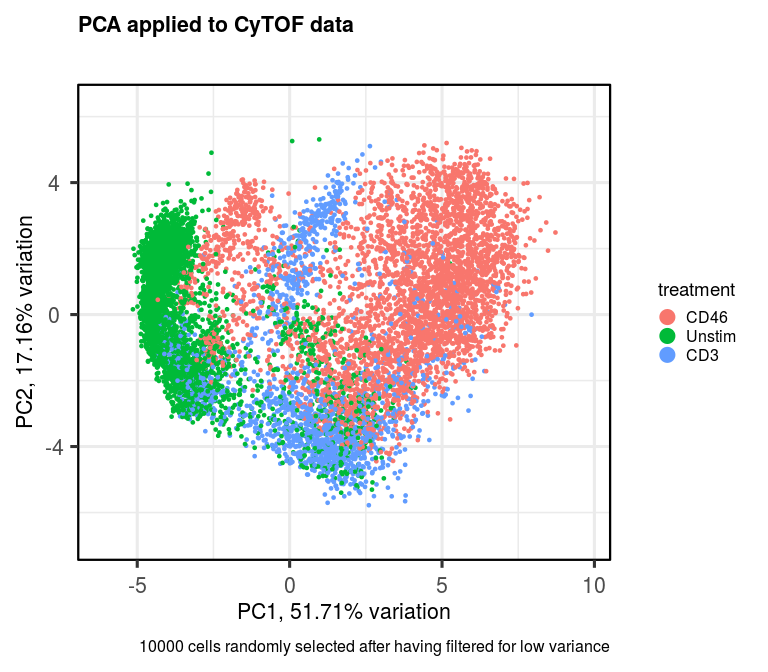 PCA applied to CyTOF data
PC2, 17.16% variation
4
0
-4
-5
0
5
10
PC1, 51.71% variation
treatment
CD46
Unstim
CD3
10000 cells randomly selected after having filtered for low variance